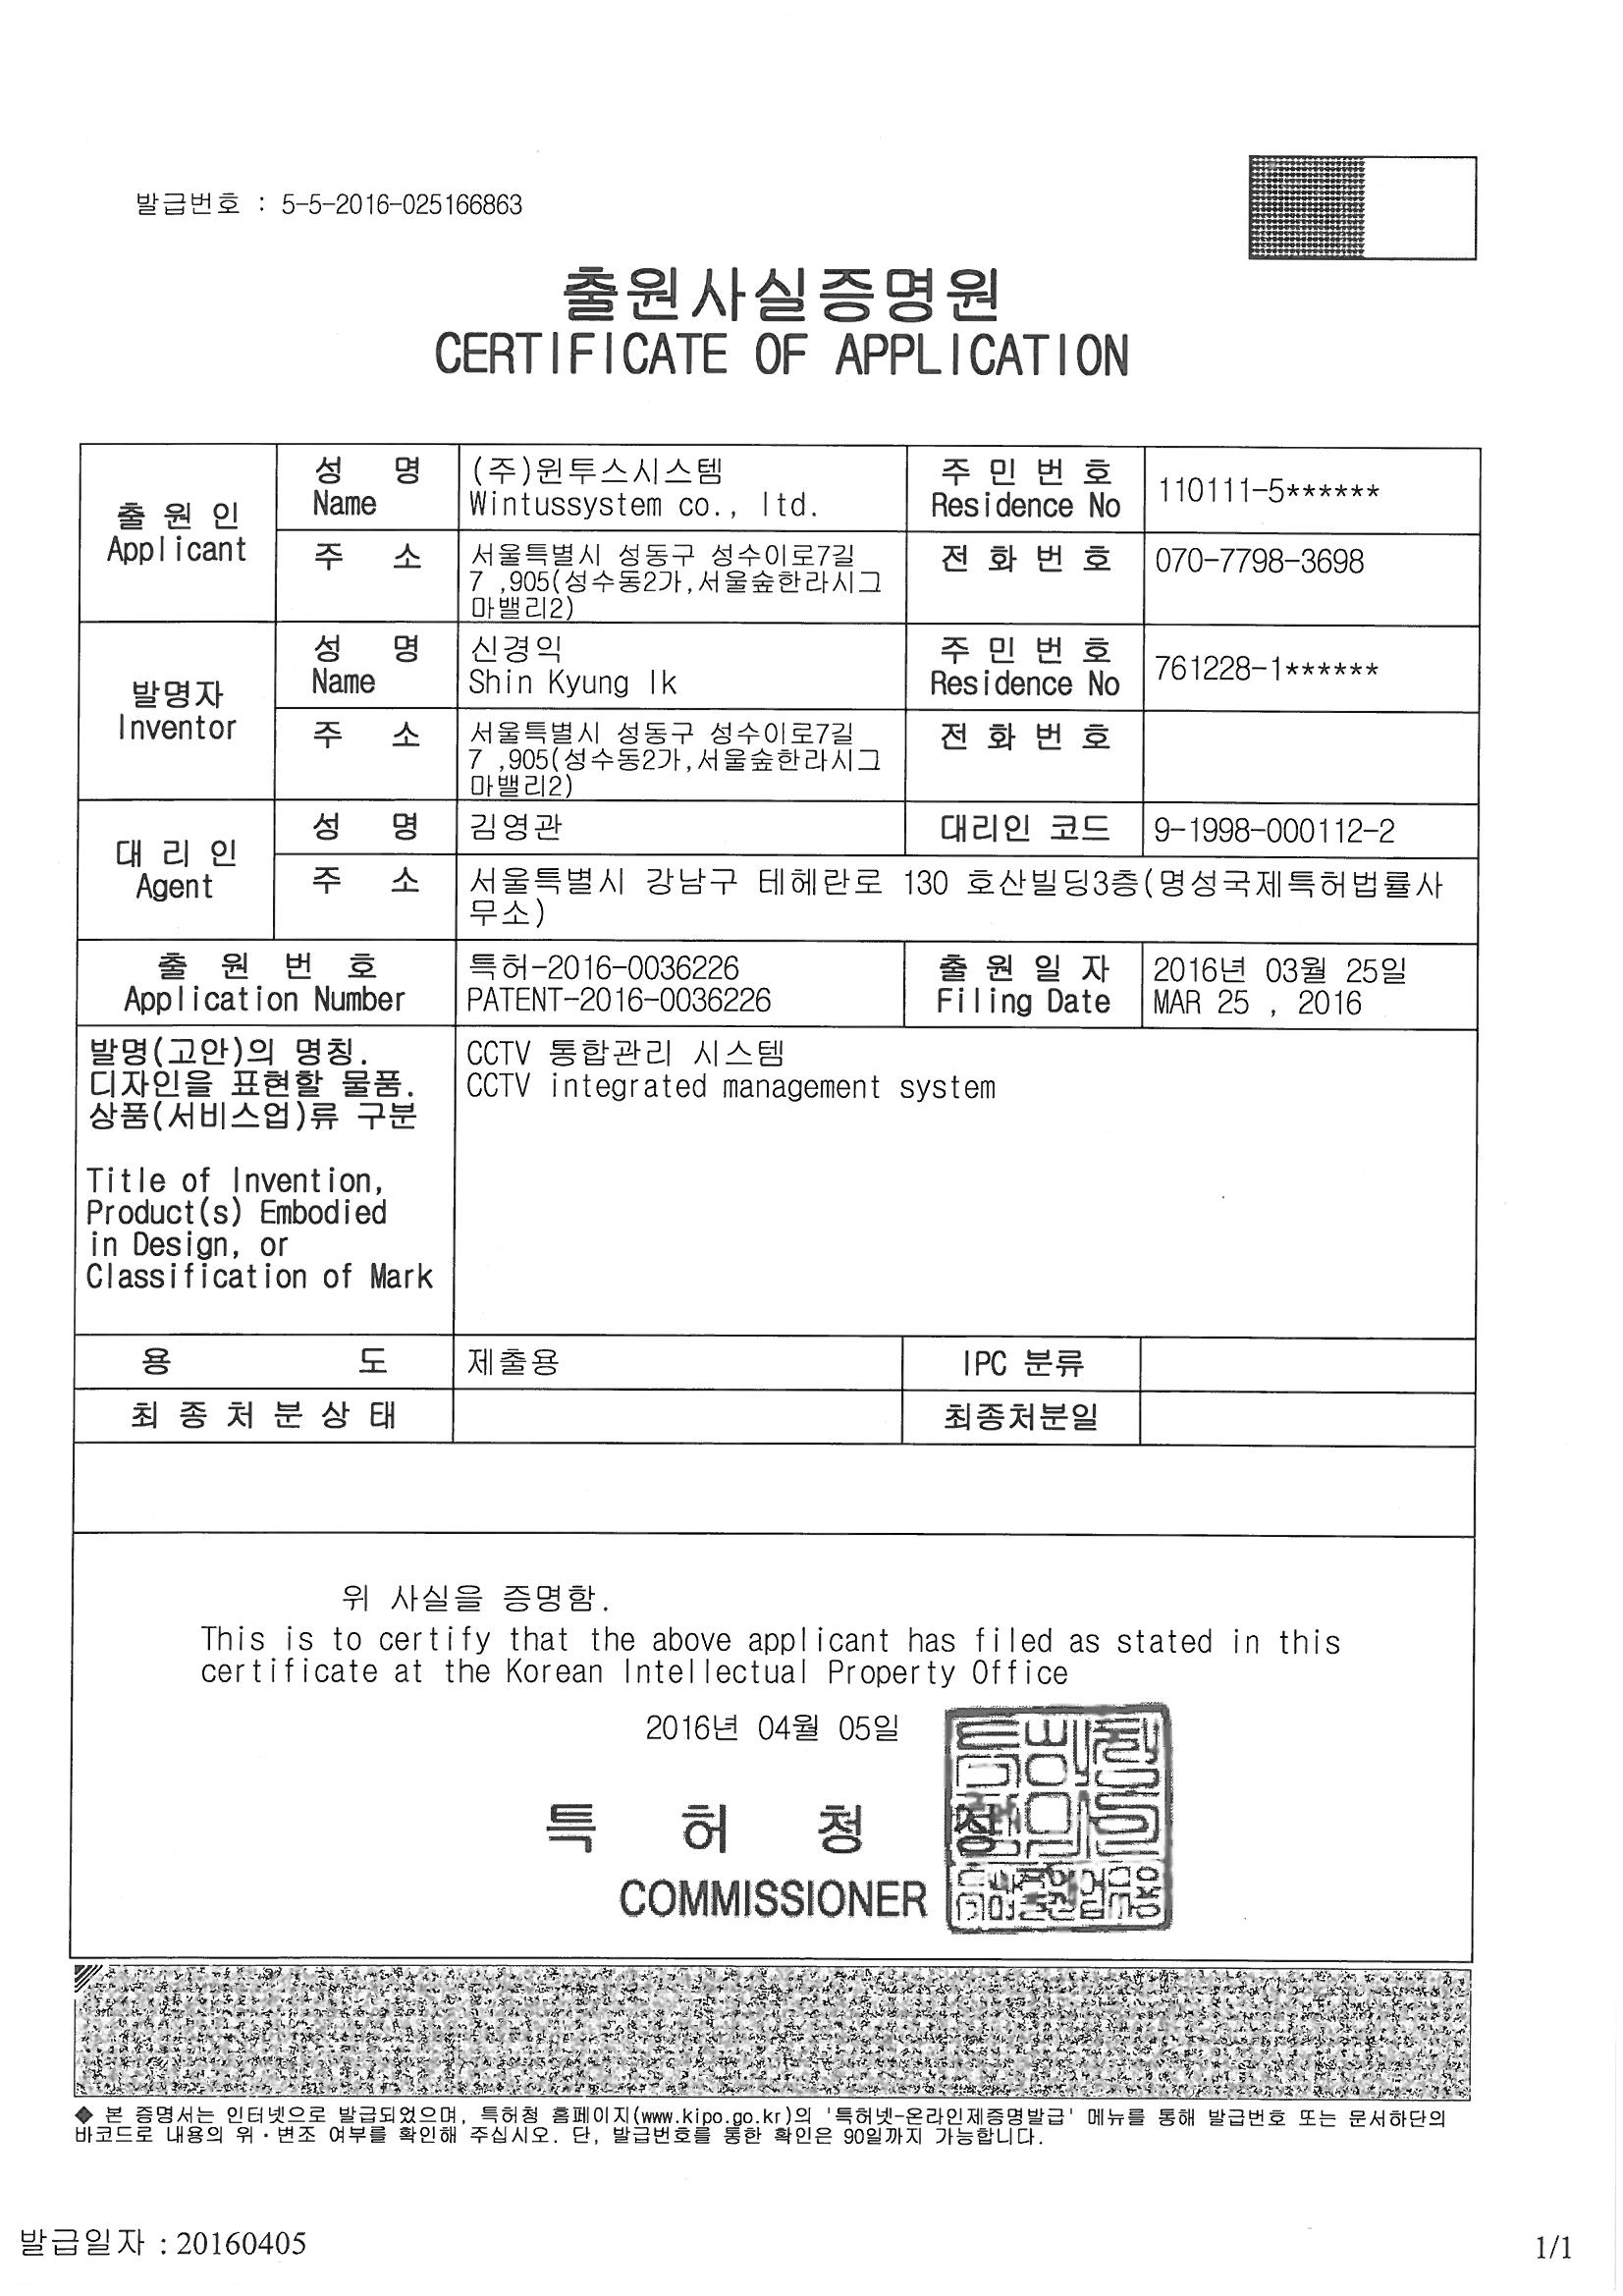 발급번호 : 5-5-2016-025166863
출원사실증명원
CERTIFICATE OF APPLICATION
출 원 인
Applicant
성 명
Name
(주)윈투스시스템
Wintussystem co., ltd.
주 민 번 호
Residence No
110111-5******
주 소
서울특별시 성동구 성수이로7길
7 ,905(성수동2가,서울숲한라시그
마밸리2)
전 화 번 호
070-7798-3698
발명자
Inventor
성 명
Name
신경익
Shin Kyung Ik
주 민 번 호
Residence No
761228-1******
주 소
서울특별시 성동구 성수이로7길
7 ,905(성수동2가,서울숲한라시그
마밸리2)
전 화 번 호
대 리 인
Agent
성 명
김영관
대리인 코드
9-1998-000112-2
주 소
서울특별시 강남구 테헤란로 130 호산빌딩3층(명성국제특허법률사
무소)
출 원 번 호
Application Number
특허-2016-0036226
PATENT-2016-0036226
출 원 일 자
Filing Date
2016년 03월 25일
MAR 25 , 2016
발명(고안)의 명칭.
디자인을 표현할 물품.
상품(서비스업)류 구분
Title of Invention,
Product(s) Embodied
in Design, or
Classification of Mark
CCTV 통합관리 시스템
CCTV integrated management system
용 도
제출용
IPC 분류
최 종 처 분 상 태
최종처분일
위 사실을 증명함.
This is to certify that the above applicant has filed as stated in this
certificate at the Korean Intellectual Property Office
2016년 04월 05일
특 허 청
COMMISSIONER
◆ 본 증명서는 인터넷으로 발급되었으며, 특허청 홈페이지(www.kipo.go.kr)의 '특허넷-온라인제증명발급' 메뉴를 통해 발급번호 또는 문서하단의
바코드로 내용의 위·변조 여부를 확인해 주십시오. 단, 발급번호를 통한 확인은 90일까지 가능합니다.
발급일자 : 20160405
1/1